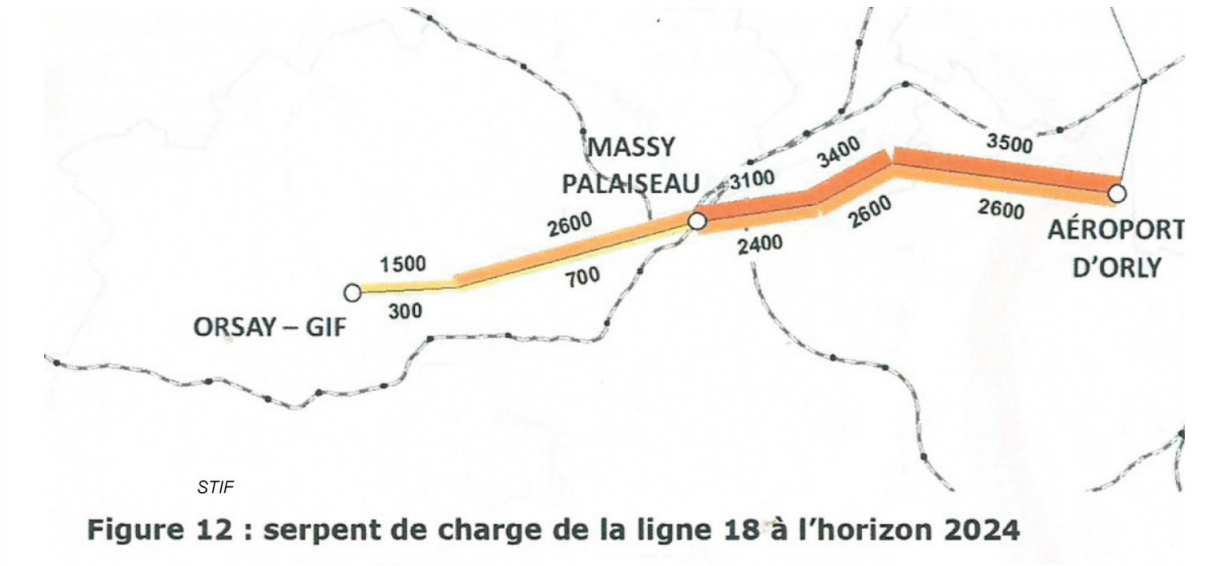 MASSY
PALAISEAU
3100
3400
3500
2600
2400
2600
2600
AÉROPORT
D'ORLY
1500
700
300
ORSAY – GIF
STIF
Figure 12 : serpent de charge de la ligne 18 à l'horizon 2024